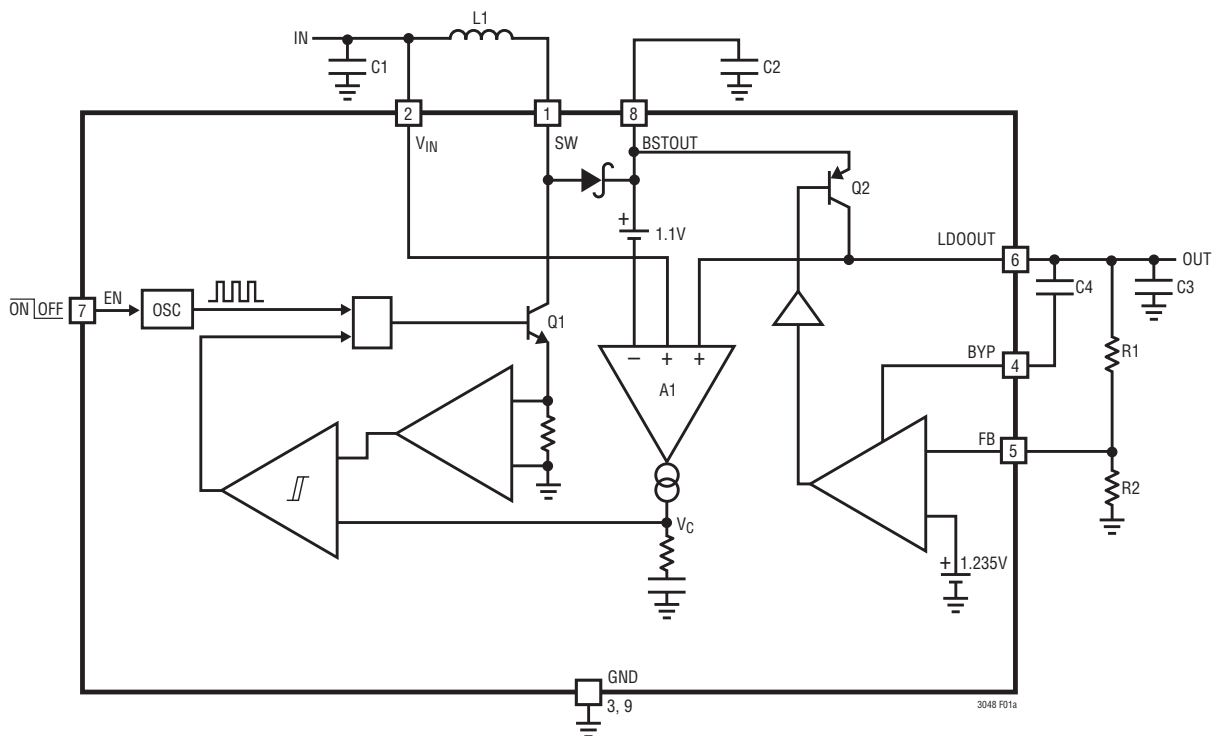 L1
IN
C1
C2
2
1
8
VIN
SW
BSTOUT
Q2
+
1.1V
LDOOUT
6
OUT
C4
C3
ON OFF
7
EN
OSC
Q1
− + +
A1
BYP
4
R1
FB
5
R2
VC
+
1.235V
GND
3, 9
3048 F01a